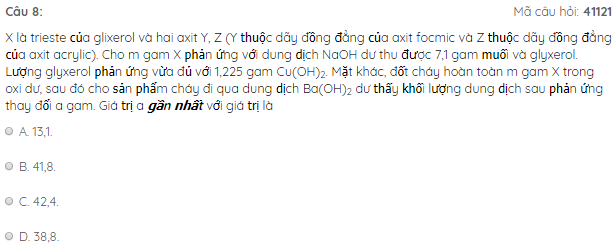 Câu 8: Mã câu hỏi: 41121
X là trieste của glixerol và hai axit Y, Z (Y thuộc dãy đồng đẳng của axit focmic và Z thuộc dãy đồng đẳng
của axit acrylic). Cho m gam X phản ứng với dung dịch NaOH dư thu được 7,1 gam muối và glyxerol.
Lượng glyxerol phản ứng vừa đủ với 1,225 gam Cu(OH)₂. Mặt khác, đốt cháy hoàn toàn m gam X trong
oxi dư, sau đó cho sản phẩm cháy đi qua dung dịch Ba(OH)₂ dư thấy khối lượng dung dịch sau phản ứng
thay đổi a gam. Giá trị a gần nhất với giá trị là
A. 13,1.
B. 41,8.
C. 42,4.
D. 38,8.